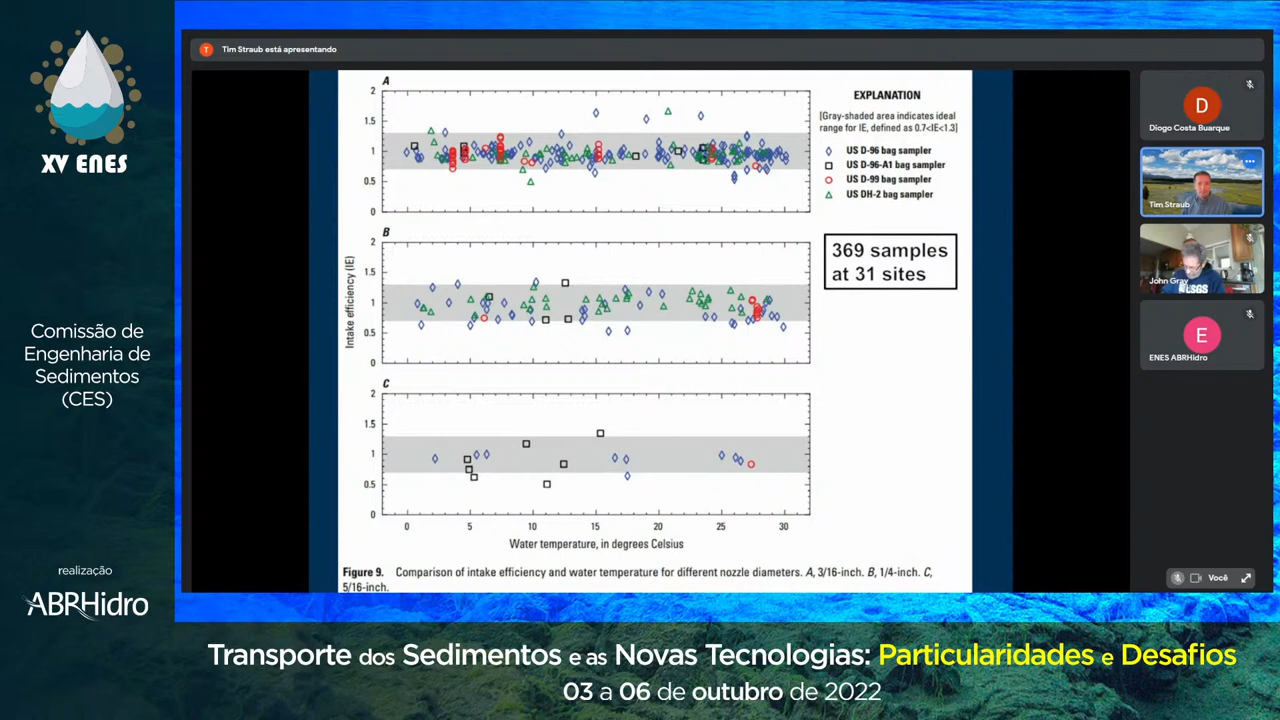 XV ENES
Comissão de
Engenharia de
Sedimentos
(CES)
realização
ABRHidro
T
Tim Straub está apresentando
A
2
1.5
1
0.5
0
B
2
1.5
1
0.5
0
C
2
1.5
1
0.5
0
Intake efficiency (IE)
0 5 10 15 20 25 30
Water temperature, in degrees Celsius
EXPLANATION
[Gray-shaded area indicates ideal
range for IE, defined as 0.7<IE<1.3]
US D-96 bag sampler
US D-96-A1 bag sampler
US D-99 bag sampler
US DH-2 bag sampler
369 samples
at 31 sites
Figure 9. Comparison of intake efficiency and water temperature for different nozzle diameters. A, 3/16-inch. B, 1/4-inch. C,
5/16-inch.
D
Diogo Costa Buarque
Tim Straub
John Gray
USGS
E
ENES ABRHidro
Você
Transporte dos Sedimentos e as Novas Tecnologias: Particularidades e Desafios
03 a 06 de outubro de 2022